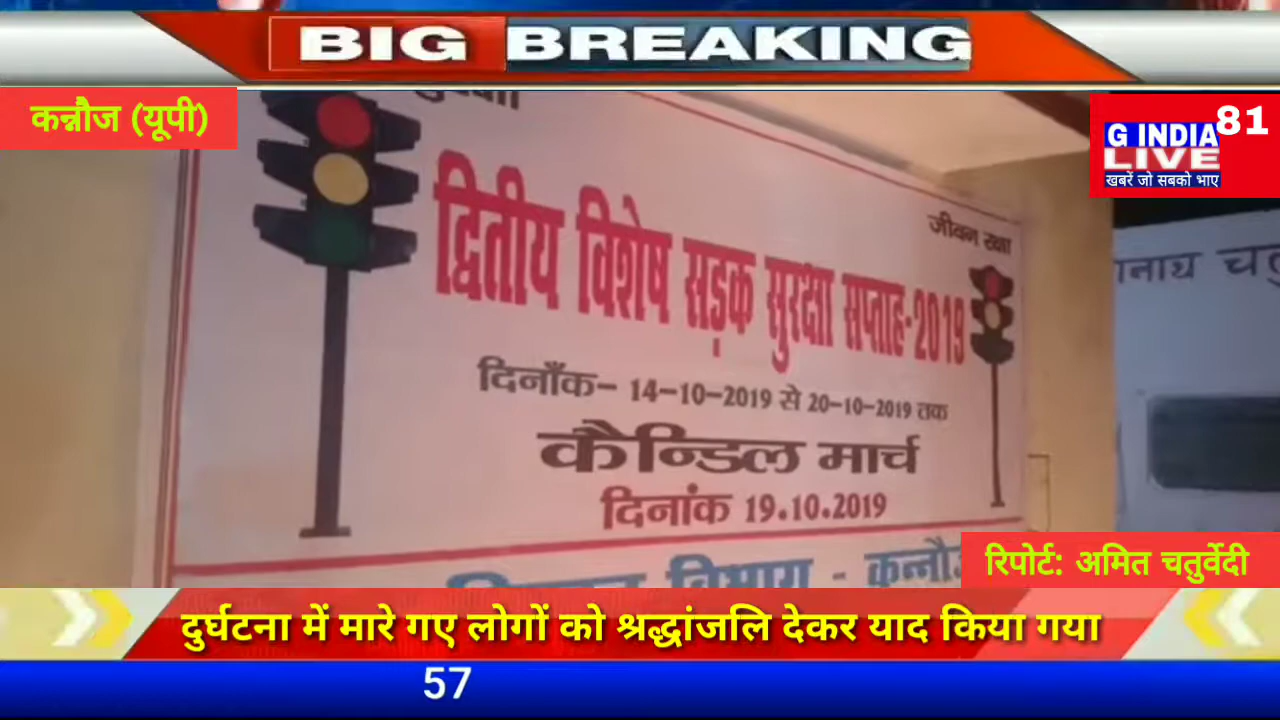 BIG BREAKING
कन्नौज (यूपी)
81
G INDIA
LIVE
खबरें जो सबको भाए
जीवन रक्षा
द्वितीय विशेष सड़क सुरक्षा सप्ताह-2019
दिनाँक- 14-10-2019 से 20-10-2019 तक
कैन्डिल मार्च
दिनांक 19.10.2019
विभाग - कन्नौज
रिपोर्ट: अमित चतुर्वेदी
दुर्घटना में मारे गए लोगों को श्रद्धांजलि देकर याद किया गया
57